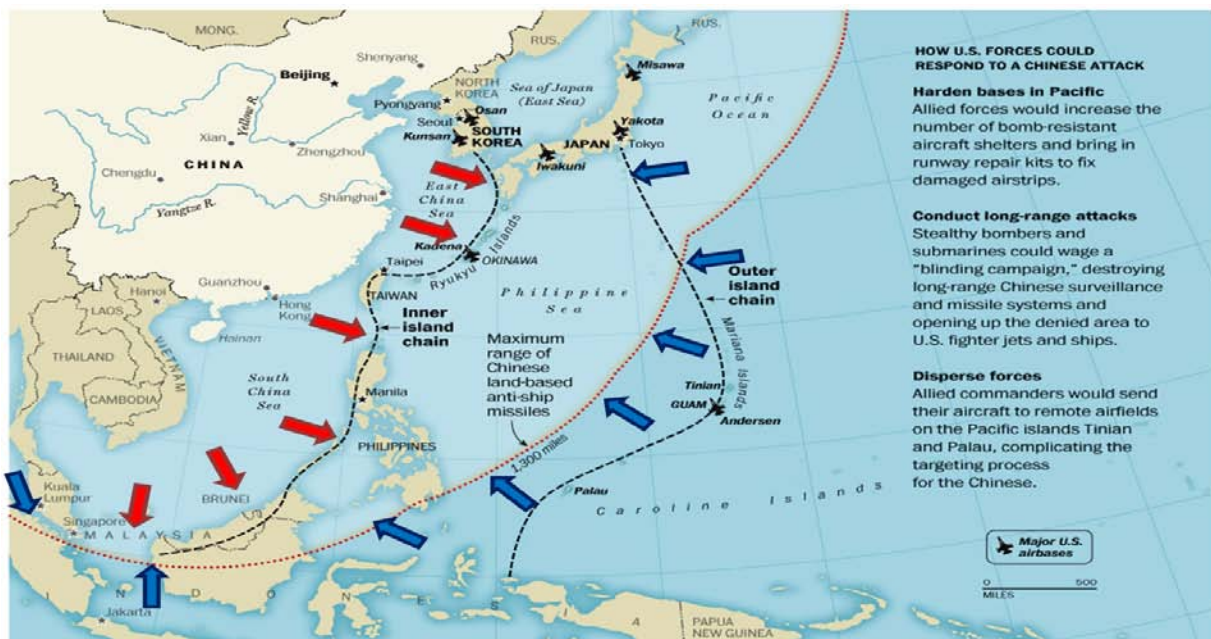 MONG.
RUS.
RUS.
Shenyang
Beijing
NORTH
KOREA
Pyongyang
Seoul
Osan
Kunsan
SOUTH
KOREA
Sea of Japan
(East Sea)
Misawa
Yakota
JAPAN
Tokyo
Iwakuni
Pacific
Ocean
Yellow R.
Xian
Zhengzhou
CHINA
Chengdu
Shanghai
Yangtze R.
East
China
Sea
Kadena
OKINAWA
Ryukyu Islands
Taipei
TAIWAN
Guangzhou
Hong
Kong
Hanoi
LAOS
Hainan
THAILAND
VIETNAM
CAMBODIA
Inner
island
chain
Philippine
Sea
Outer
island
chain
Mariana Islands
Maximum
range of
Chinese
land-based
anti-ship
missiles
1,300 miles
South
China
Sea
Manila
PHILIPPINES
Tinian
GUAM
Andersen
Palau
Caroline Islands
Kuala
Lumpur
Singapore
MALAYSIA
BRUNEI
INDONESIA
Jakarta
PAPUA
NEW GUINEA
HOW U.S. FORCES COULD
RESPOND TO A CHINESE ATTACK
Harden bases in Pacific
Allied forces would increase the
number of bomb-resistant
aircraft shelters and bring in
runway repair kits to fix
damaged airstrips.
Conduct long-range attacks
Stealthy bombers and
submarines could wage a
"blinding campaign," destroying
long-range Chinese surveillance
and missile systems and
opening up the denied area to
U.S. fighter jets and ships.
Disperse forces
Allied commanders would send
their aircraft to remote airfields
on the Pacific islands Tinian
and Palau, complicating the
targeting process
for the Chinese.
Major U.S.
airbases
0 500
MILES